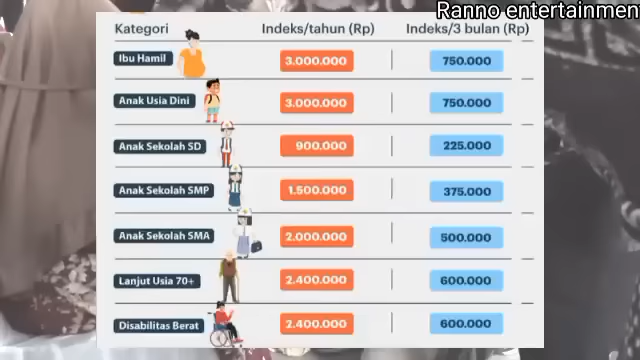 Ranno entertainmen
Kategori Indeks/tahun (Rp) Indeks/3 bulan (Rp)
Ibu Hamil 3.000.000 750.000
Anak Usia Dini 3.000.000 750.000
Anak Sekolah SD 900.000 225.000
Anak Sekolah SMP 1.500.000 375.000
Anak Sekolah SMA 2.000.000 500.000
Lanjut Usia 70+ 2.400.000 600.000
Disabilitas Berat 2.400.000 600.000